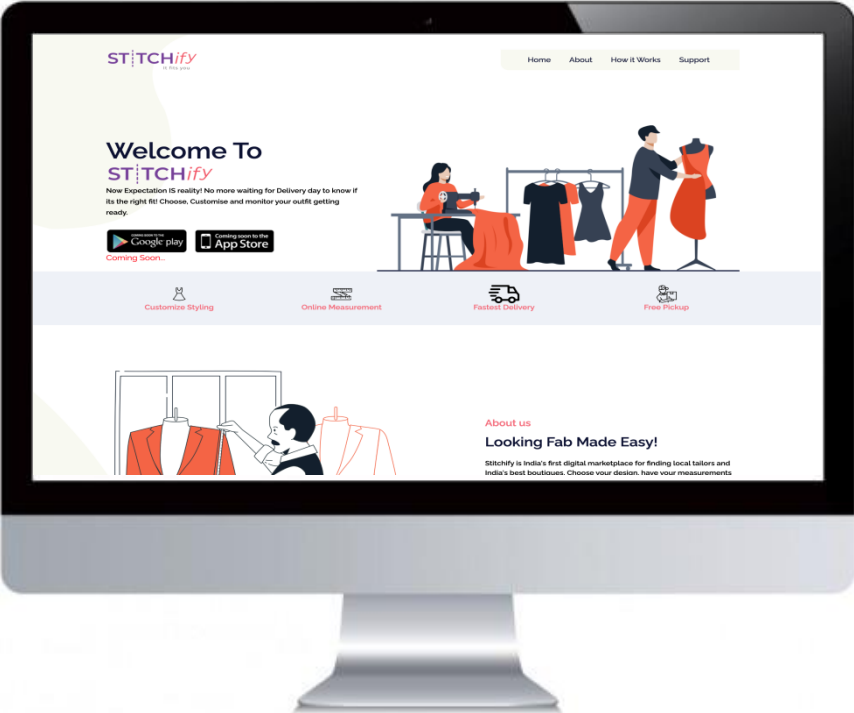 STITCHify
it fits you
Home About How it Works Support
Welcome To
STITCHify
Now Expectation IS reality! No more waiting for Delivery day to know if
its the right fit! Choose, Customise and monitor your outfit getting
ready.
COMING SOON TO THE
Google play
Coming soon to the
App Store
Coming Soon...
Customize Styling Online Measurement Fastest Delivery Free Pickup
About us
Looking Fab Made Easy!
Stitchify is India's first digital marketplace for finding local tailors and
India's best boutiques. Choose your design, have your measurements